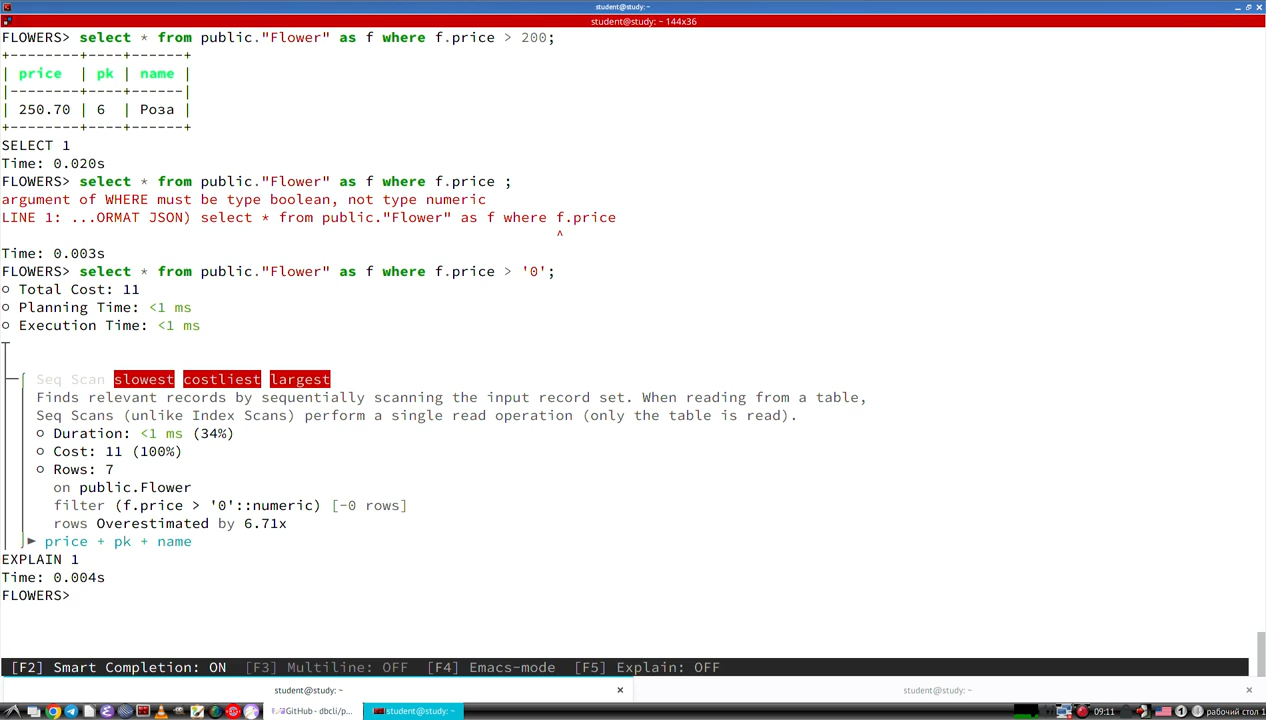 student@study: ~
student@study: ~ 144x36
FLOWERS> select * from public."Flower" as f where f.price > 200;
+--------+----+------+
| price | pk | name |
|--------+----+------|
| 250.70 | 6 | Роза |
+--------+----+------+
SELECT 1
Time: 0.020s
FLOWERS> select * from public."Flower" as f where f.price ;
argument of WHERE must be type boolean, not type numeric
LINE 1: ...ORMAT JSON) select * from public."Flower" as f where f.price
^
Time: 0.003s
FLOWERS> select * from public."Flower" as f where f.price > '0';
○ Total Cost: 11
○ Planning Time: <1 ms
○ Execution Time: <1 ms
Seq Scan slowest costliest largest
Finds relevant records by sequentially scanning the input record set. When reading from a table,
Seq Scans (unlike Index Scans) perform a single read operation (only the table is read).
○ Duration: <1 ms (34%)
○ Cost: 11 (100%)
○ Rows: 7
on public.Flower
filter (f.price > '0'::numeric) [-0 rows]
rows Overestimated by 6.71x
► price + pk + name
EXPLAIN 1
Time: 0.004s
FLOWERS>
[F2] Smart Completion: ON [F3] Multiline: OFF [F4] Emacs-mode [F5] Explain: OFF
student@study: ~ × student@study: ~ ×
GitHub - dbcli/p... student@study: ~ 09:11 рабочий стол 1